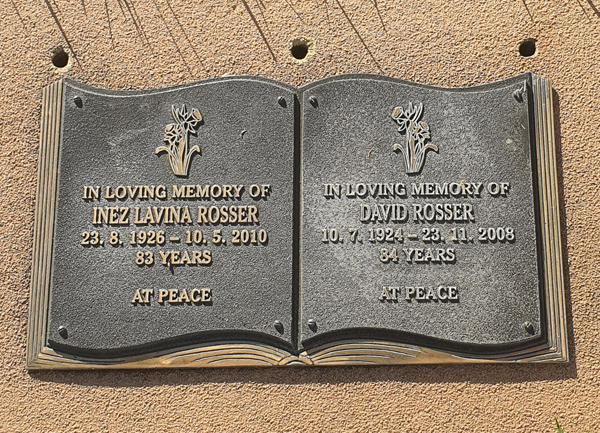 IN LOVING MEMORY OF
INEZ LAVINA ROSSER
23. 8. 1926 – 10. 5. 2010
83 YEARS
AT PEACE
IN LOVING MEMORY OF
DAVID ROSSER
10. 7. 1924 – 23. 11. 2008
84 YEARS
AT PEACE